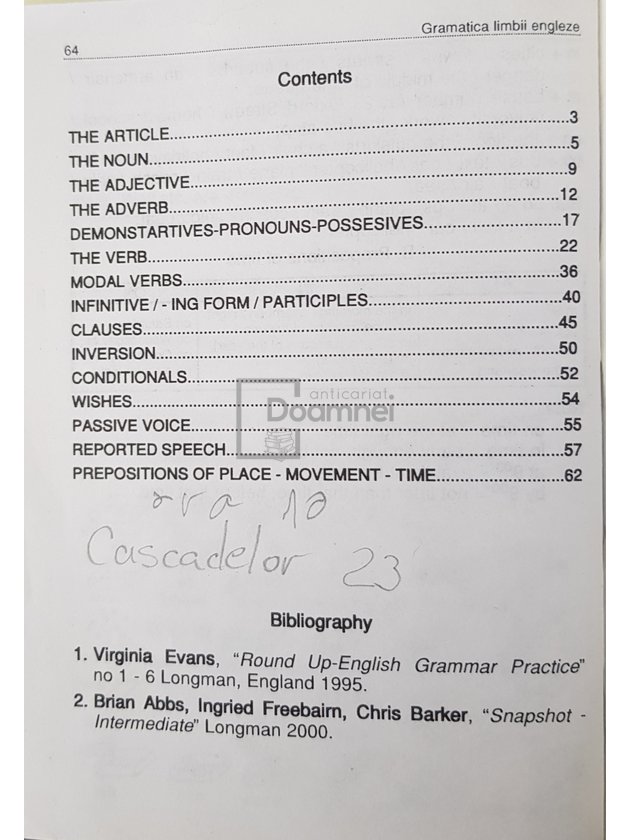 Gramatica limbii engleze
64
Contents
THE ARTICLE..........3
THE NOUN..........5
THE ADJECTIVE..........9
THE ADVERB..........12
DEMONSTARTIVES-PRONOUNS-POSSESIVES..........17
THE VERB..........22
MODAL VERBS..........36
INFINITIVE / - ING FORM / PARTICIPLES..........40
CLAUSES..........45
INVERSION..........50
CONDITIONALS..........52
WISHES..........54
anticariat
Doamnei
PASSIVE VOICE..........55
REPORTED SPEECH..........57
PREPOSITIONS OF PLACE - MOVEMENT - TIME..........62
Cascadelor 23
Bibliography
1. Virginia Evans, “Round Up-English Grammar Practice”
no 1 - 6 Longman, England 1995.
2. Brian Abbs, Ingried Freebairn, Chris Barker, “Snapshot -
Intermediate” Longman 2000.